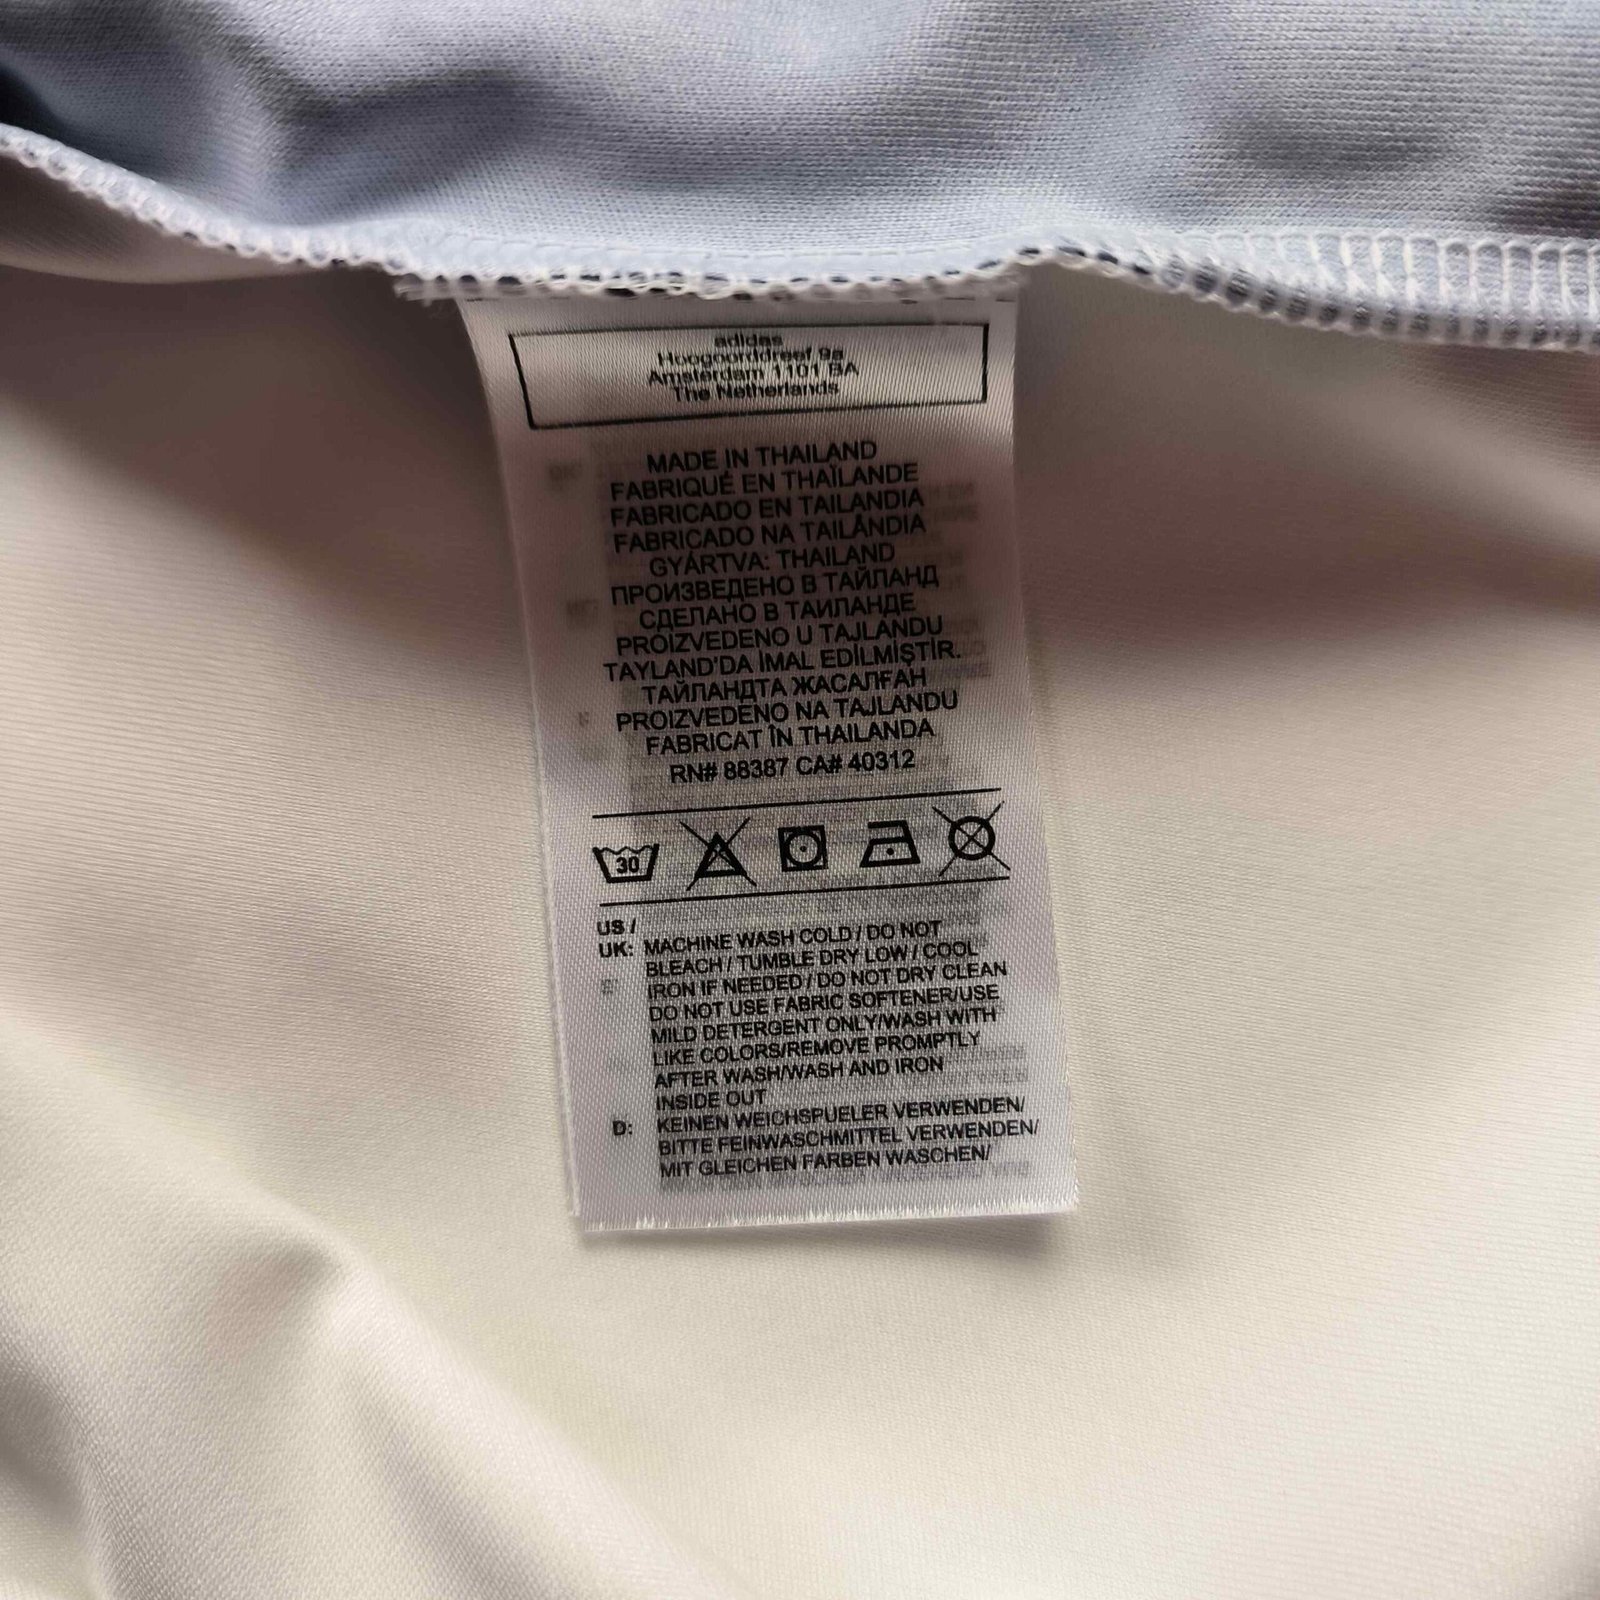 adidas
Hoogoorddreef 9a
Amsterdam 1101 BA
The Netherlands
MADE IN THAILAND
FABRIQUÉ EN THAÏLANDE
FABRICADO EN TAILANDIA
FABRICADO NA TAILÂNDIA
GYÁRTVA: THAILAND
ПРОИЗВЕДЕНО В ТАЙЛАНД
СДЕЛАНО В ТАИЛАНДЕ
PROIZVEDENO U TAJLANDU
TAYLAND'DA İMAL EDİLMİŞTİR.
ТАЙЛАНДТА ЖАСАЛҒАН
PROIZVEDENO NA TAJLANDU
FABRICAT ÎN THAILANDA
RN# 88387 CA# 40312
30
US /
UK: MACHINE WASH COLD / DO NOT
BLEACH / TUMBLE DRY LOW / COOL
IRON IF NEEDED / DO NOT DRY CLEAN
DO NOT USE FABRIC SOFTENER/USE
MILD DETERGENT ONLY/WASH WITH
LIKE COLORS/REMOVE PROMPTLY
AFTER WASH/WASH AND IRON
INSIDE OUT
D: KEINEN WEICHSPUELER VERWENDEN/
BITTE FEINWASCHMITTEL VERWENDEN/
MIT GLEICHEN FARBEN WASCHEN/